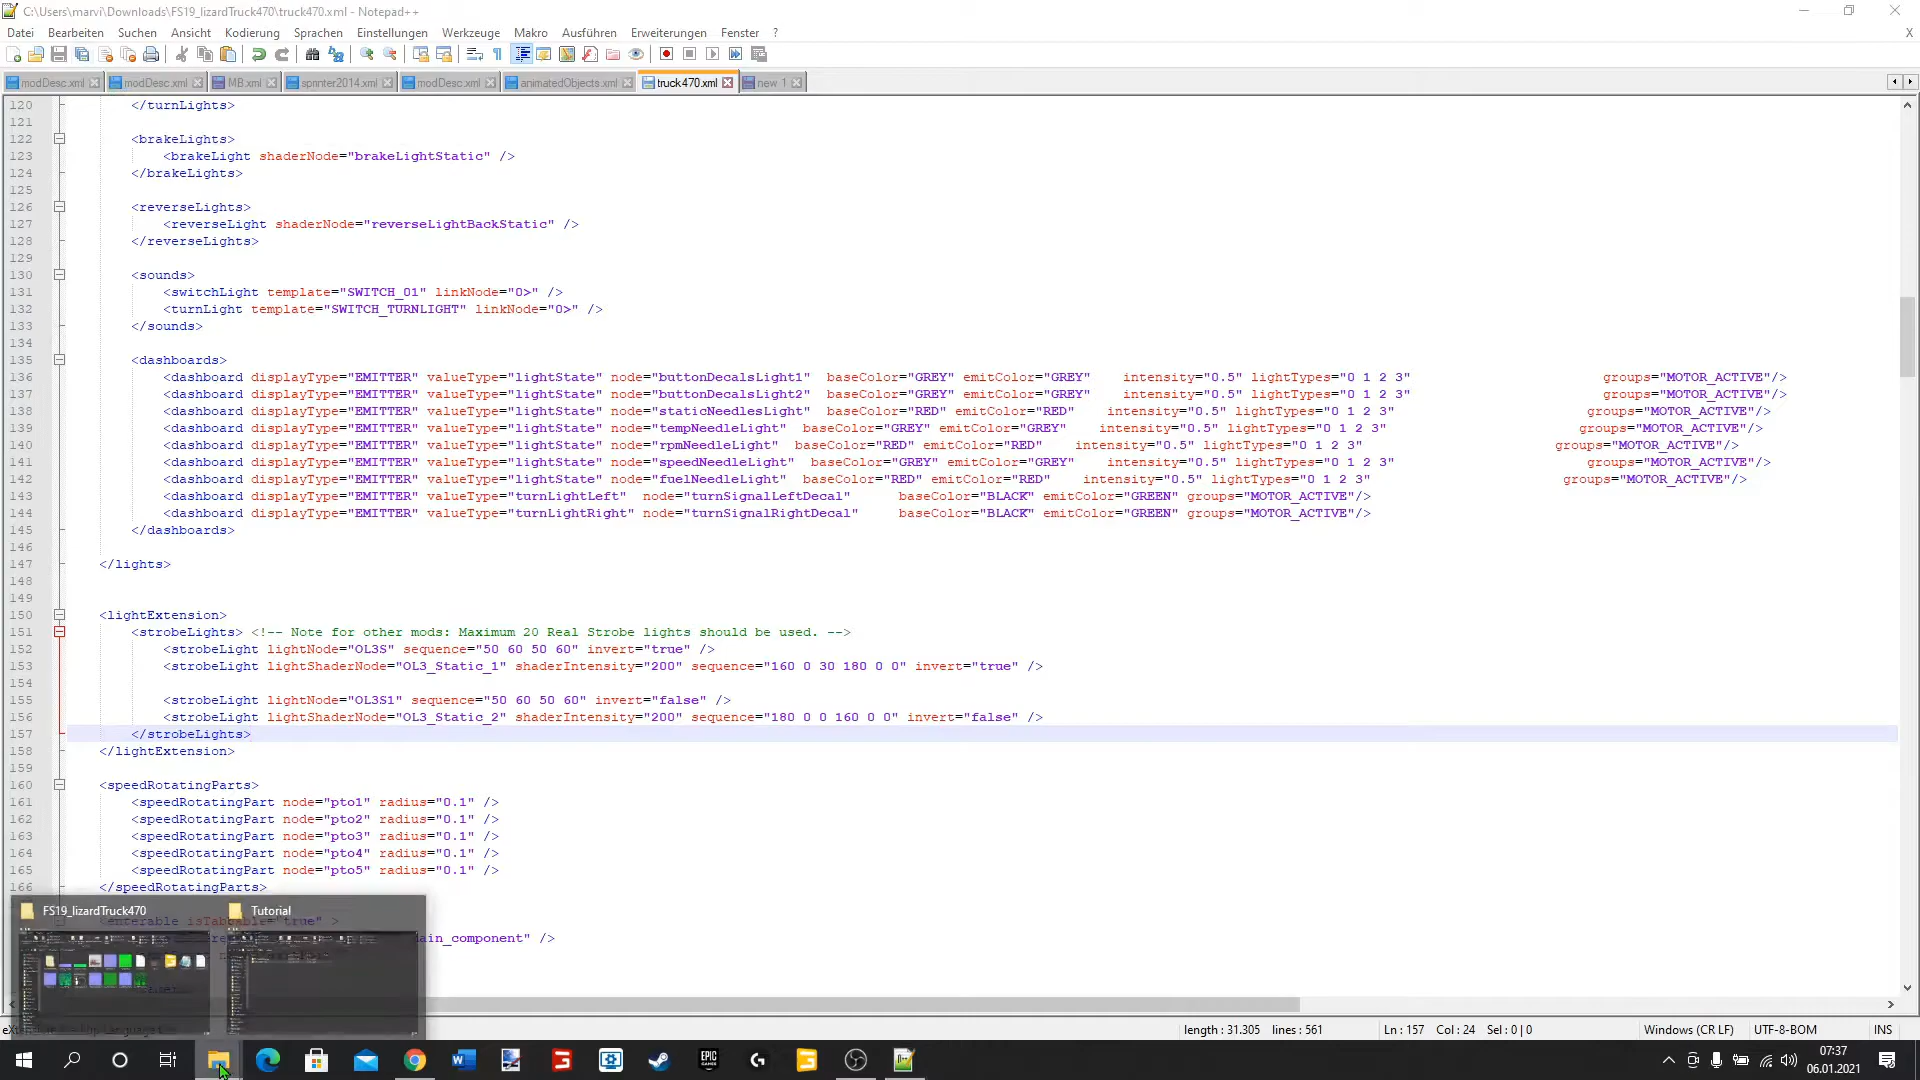 C:\Users\marvi\Downloads\FS19_lizardTruck470\truck470.xml - Notepad++
Datei Bearbeiten Suchen Ansicht Kodierung Sprachen Einstellungen Werkzeuge Makro Ausführen Erweiterungen Fenster ? X
modDesc.xml modDesc.xml MB.xml sprinter2014.xml modDesc.xml animatedObjects.xml truck470.xml new 1
120 </turnLights>
121
122 <brakeLights>
123 <brakeLight shaderNode="brakeLightStatic" />
124 </brakeLights>
125
126 <reverseLights>
127 <reverseLight shaderNode="reverseLightBackStatic" />
128 </reverseLights>
129
130 <sounds>
131 <switchLight template="SWITCH_01" linkNode="0>" />
132 <turnLight template="SWITCH_TURNLIGHT" linkNode="0>" />
133 </sounds>
134
135 <dashboards>
136 <dashboard displayType="EMITTER" valueType="lightState" node="buttonDecalsLight1" baseColor="GREY" emitColor="GREY" intensity="0.5" lightTypes="0 1 2 3" groups="MOTOR_ACTIVE"/>
137 <dashboard displayType="EMITTER" valueType="lightState" node="buttonDecalsLight2" baseColor="GREY" emitColor="GREY" intensity="0.5" lightTypes="0 1 2 3" groups="MOTOR_ACTIVE"/>
138 <dashboard displayType="EMITTER" valueType="lightState" node="staticNeedlesLight" baseColor="RED" emitColor="RED" intensity="0.5" lightTypes="0 1 2 3" groups="MOTOR_ACTIVE"/>
139 <dashboard displayType="EMITTER" valueType="lightState" node="tempNeedleLight" baseColor="GREY" emitColor="GREY" intensity="0.5" lightTypes="0 1 2 3" groups="MOTOR_ACTIVE"/>
140 <dashboard displayType="EMITTER" valueType="lightState" node="rpmNeedleLight" baseColor="RED" emitColor="RED" intensity="0.5" lightTypes="0 1 2 3" groups="MOTOR_ACTIVE"/>
141 <dashboard displayType="EMITTER" valueType="lightState" node="speedNeedleLight" baseColor="GREY" emitColor="GREY" intensity="0.5" lightTypes="0 1 2 3" groups="MOTOR_ACTIVE"/>
142 <dashboard displayType="EMITTER" valueType="lightState" node="fuelNeedleLight" baseColor="RED" emitColor="RED" intensity="0.5" lightTypes="0 1 2 3" groups="MOTOR_ACTIVE"/>
143 <dashboard displayType="EMITTER" valueType="turnLightLeft" node="turnSignalLeftDecal" baseColor="BLACK" emitColor="GREEN" groups="MOTOR_ACTIVE"/>
144 <dashboard displayType="EMITTER" valueType="turnLightRight" node="turnSignalRightDecal" baseColor="BLACK" emitColor="GREEN" groups="MOTOR_ACTIVE"/>
145 </dashboards>
146
147 </lights>
148
149
150 <lightExtension>
151 <strobeLights> <!-- Note for other mods: Maximum 20 Real Strobe lights should be used. -->
152 <strobeLight lightNode="OL3S" sequence="50 60 50 60" invert="true" />
153 <strobeLight lightShaderNode="OL3_Static_1" shaderIntensity="200" sequence="160 0 30 180 0 0" invert="true" />
154
155 <strobeLight lightNode="OL3S1" sequence="50 60 50 60" invert="false" />
156 <strobeLight lightShaderNode="OL3_Static_2" shaderIntensity="200" sequence="180 0 0 160 0 0" invert="false" />
157 </strobeLights>
158 </lightExtension>
159
160 <speedRotatingParts>
161 <speedRotatingPart node="pto1" radius="0.1" />
162 <speedRotatingPart node="pto2" radius="0.1" />
163 <speedRotatingPart node="pto3" radius="0.1" />
164 <speedRotatingPart node="pto4" radius="0.1" />
165 <speedRotatingPart node="pto5" radius="0.1" />
166 </speedRotatingParts>
FS19_lizardTruck470 Tutorial
<enterable isTabbable="true" >
ain_component" />
length : 31.305 lines : 561 Ln : 157 Col : 24 Sel : 0 | 0 Windows (CR LF) UTF-8-BOM INS
EPIC GAMES
07:37
06.01.2021